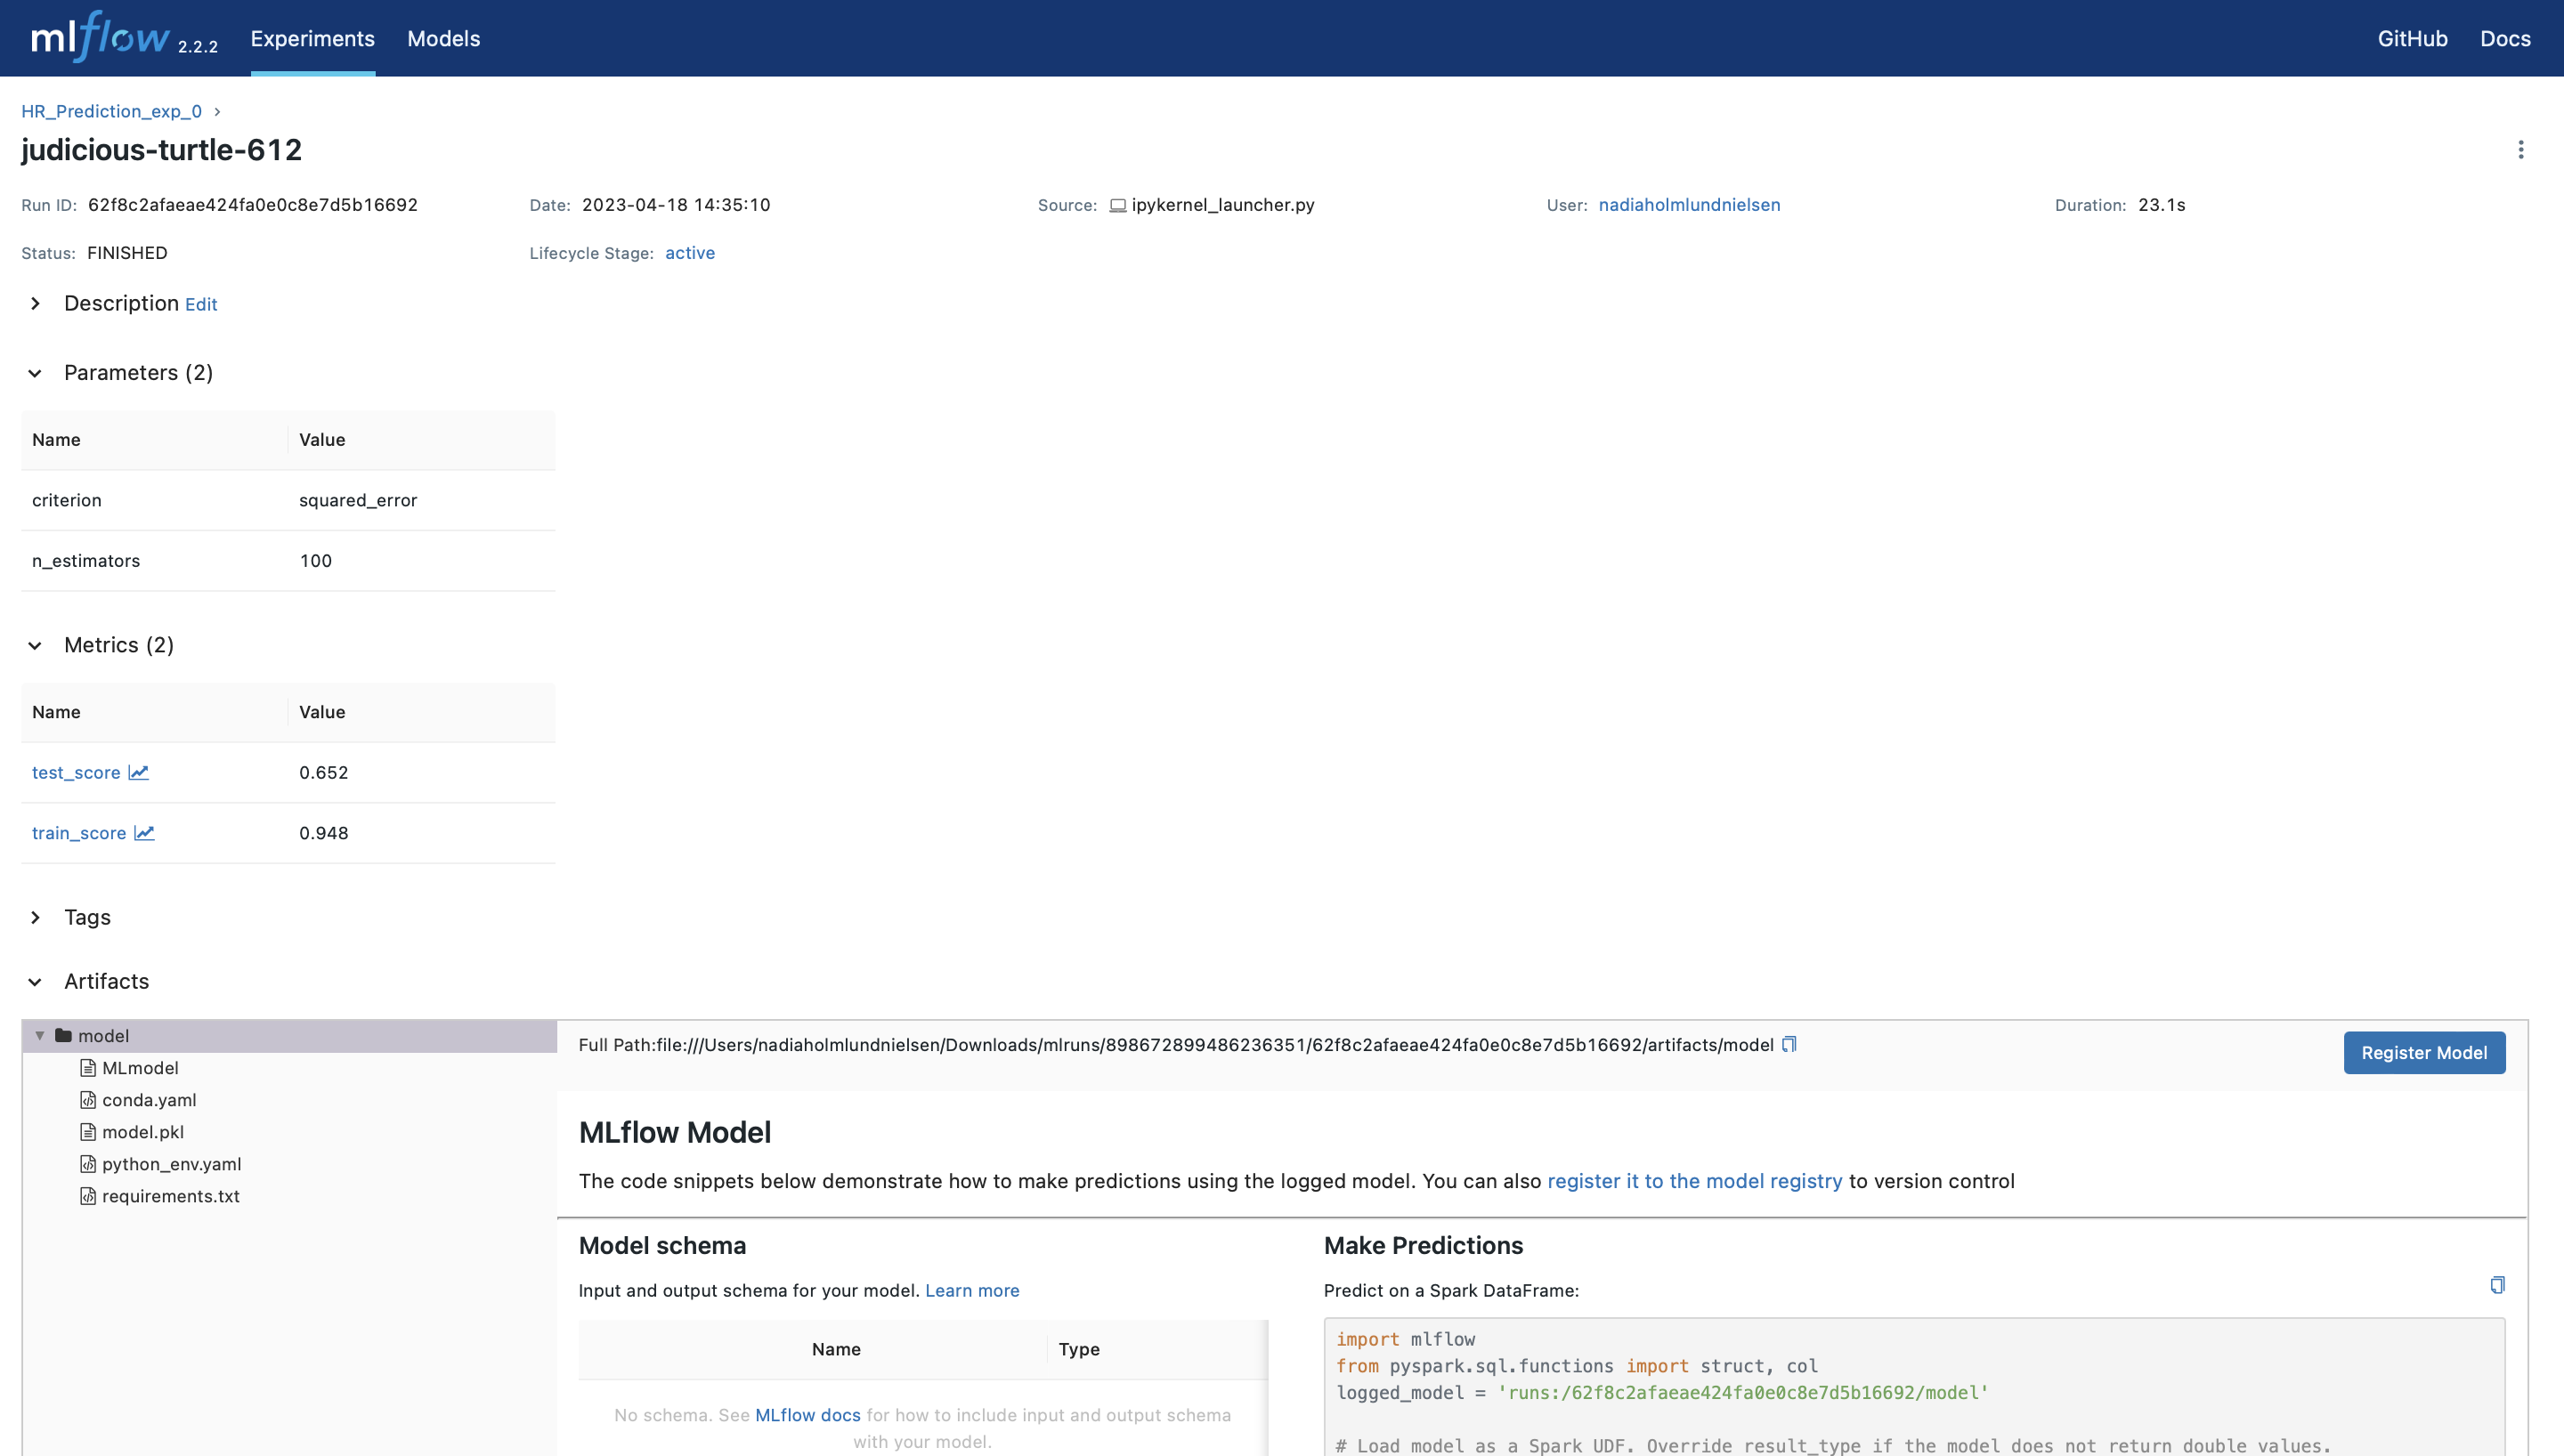 mlflow 2.2.2 Experiments Models GitHub Docs
HR_Prediction_exp_0 ›
judicious-turtle-612
Run ID: 62f8c2afaeae424fa0e0c8e7d5b16692 Date: 2023-04-18 14:35:10 Source: ipykernel_launcher.py User: nadiaholmlundnielsen Duration: 23.1s
Status: FINISHED Lifecycle Stage: active
Description Edit
Parameters (2)
Name Value
criterion squared_error
n_estimators 100
Metrics (2)
Name Value
test_score 0.652
train_score 0.948
Tags
Artifacts
model
MLmodel
conda.yaml
model.pkl
python_env.yaml
requirements.txt
Full Path:file:///Users/nadiaholmlundnielsen/Downloads/mlruns/898672899486236351/62f8c2afaeae424fa0e0c8e7d5b16692/artifacts/model
Register Model
MLflow Model
The code snippets below demonstrate how to make predictions using the logged model. You can also register it to the model registry to version control
Model schema
Input and output schema for your model. Learn more
Name Type
No schema. See MLflow docs for how to include input and output schema
with your model.
Make Predictions
Predict on a Spark DataFrame:
import mlflow
from pyspark.sql.functions import struct, col
logged_model = 'runs:/62f8c2afaeae424fa0e0c8e7d5b16692/model'
# Load model as a Spark UDF. Override result_type if the model does not return double values.